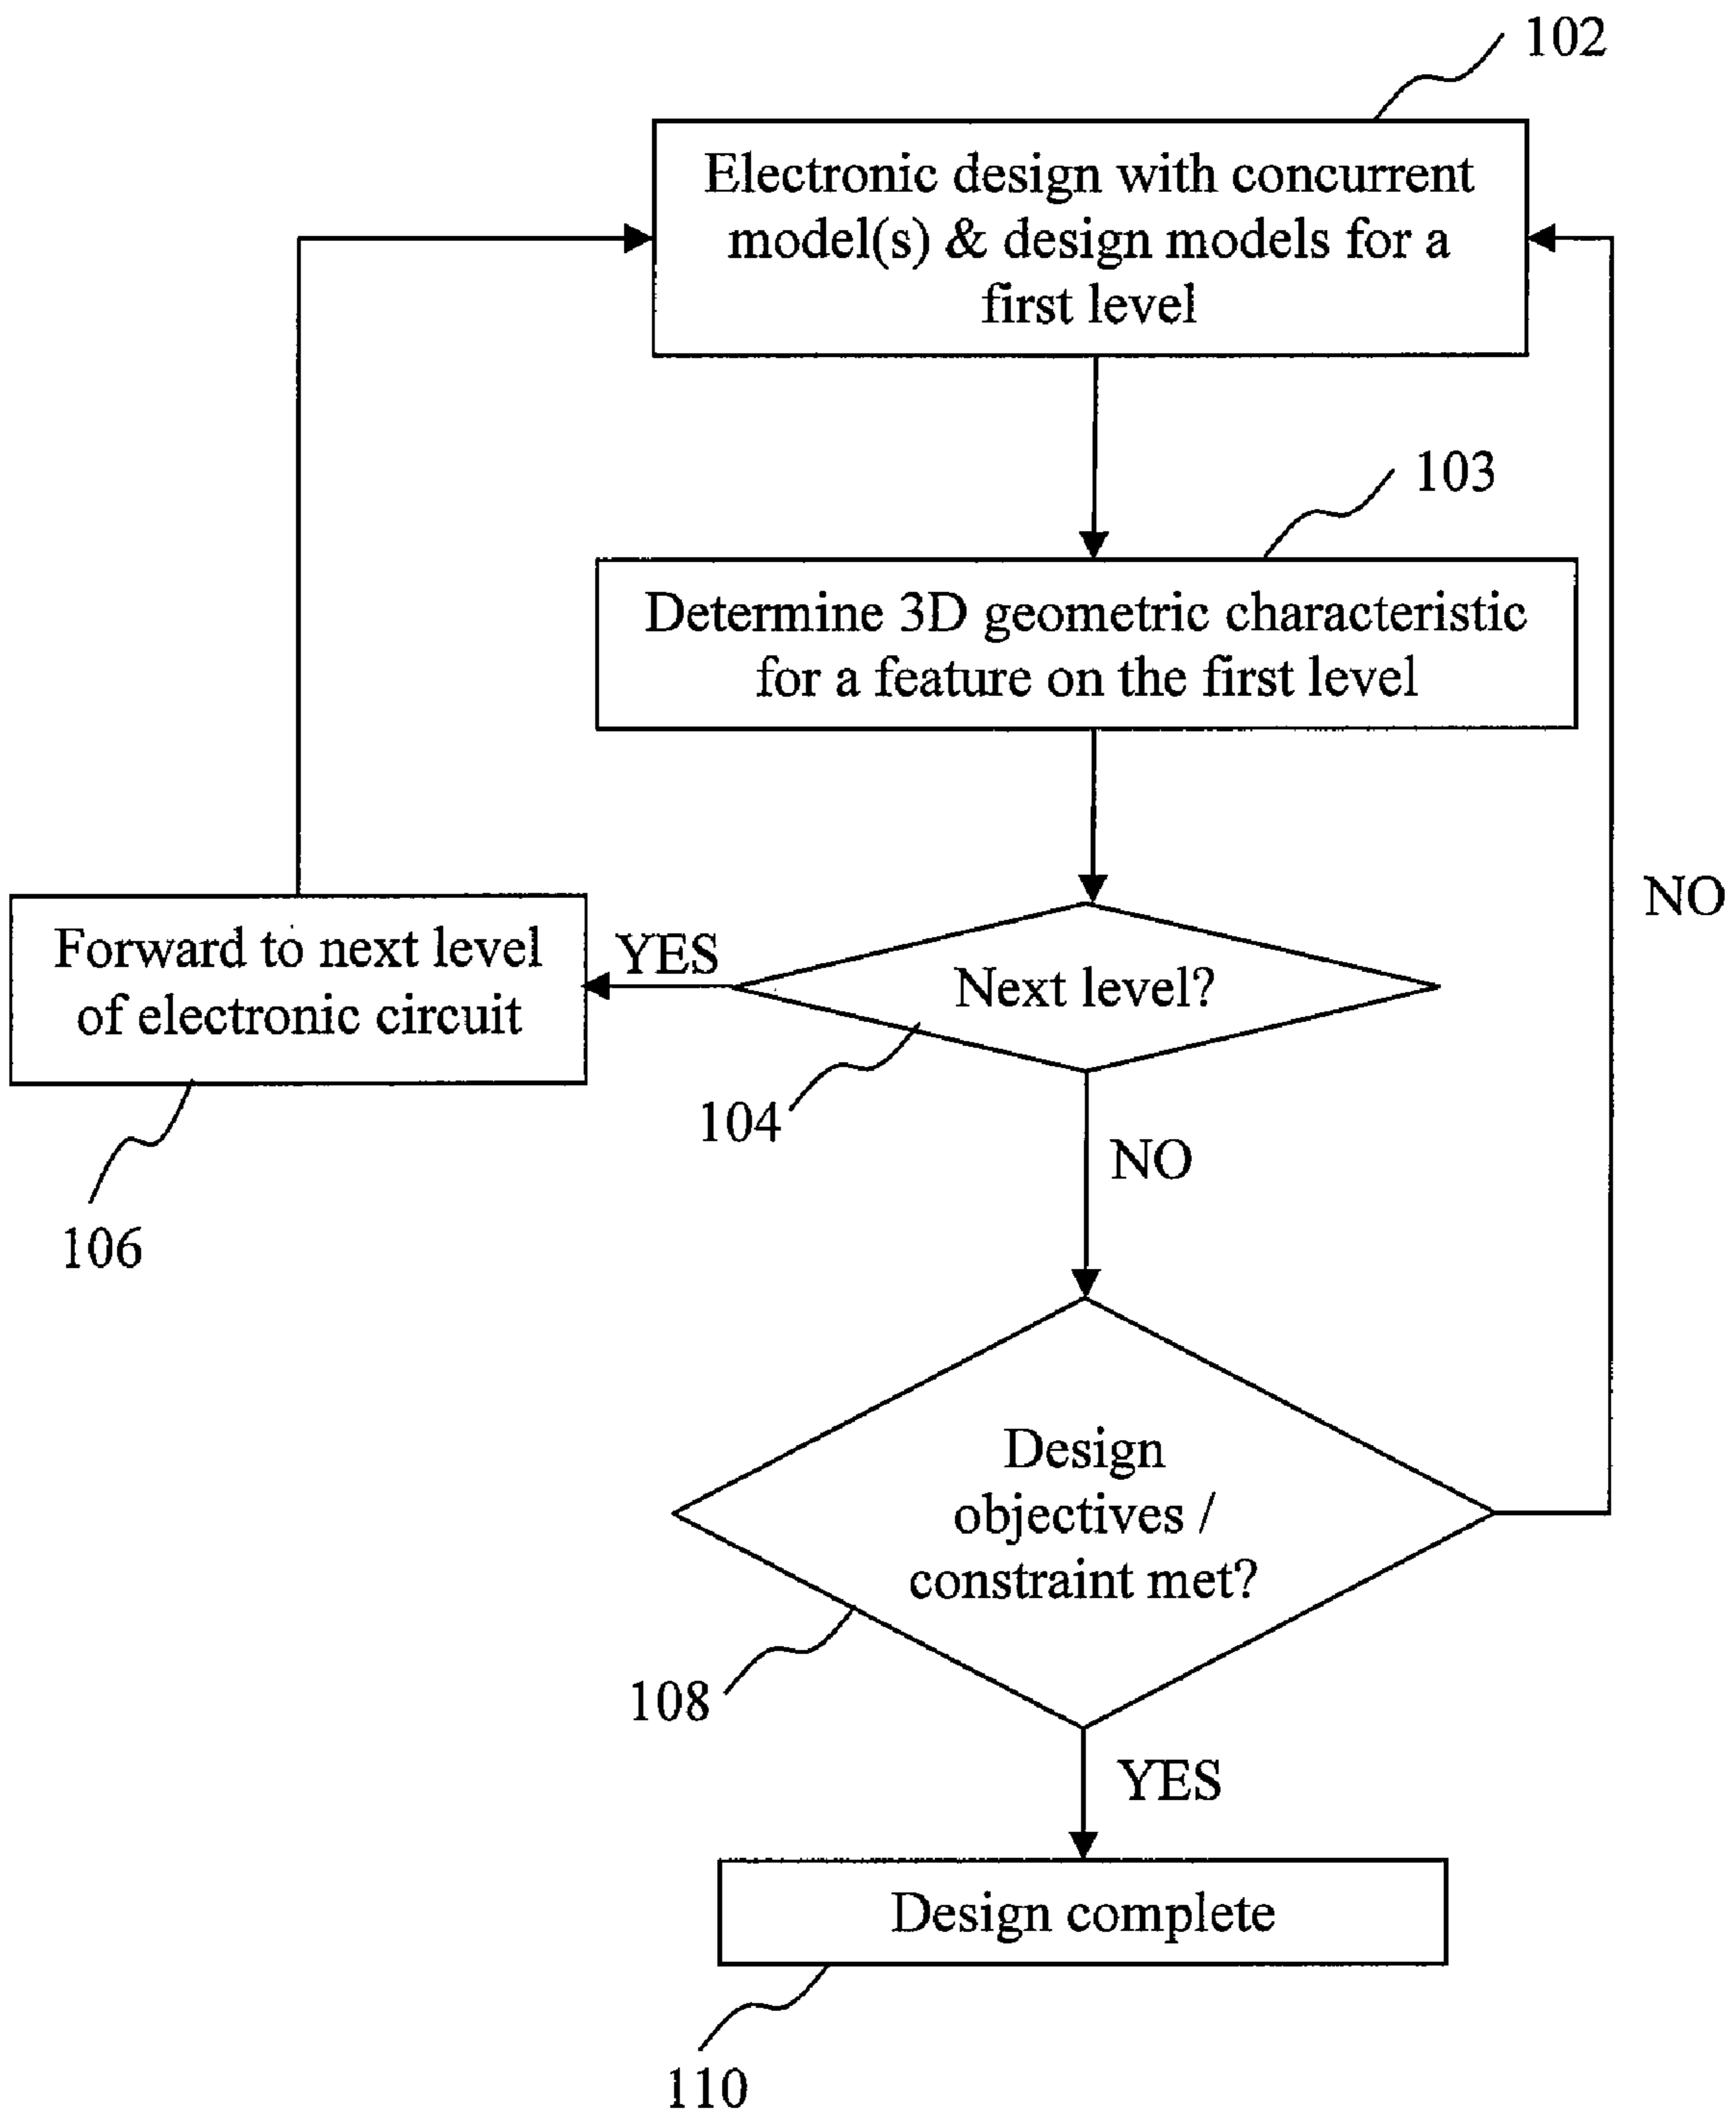 102
Electronic design with concurrent
model(s) & design models for a
first level
103
Determine 3D geometric characteristic
for a feature on the first level
NO
Forward to next level
of electronic circuit
YES
Next level?
104
NO
106
Design
objectives /
constraint met?
108
YES
Design complete
110